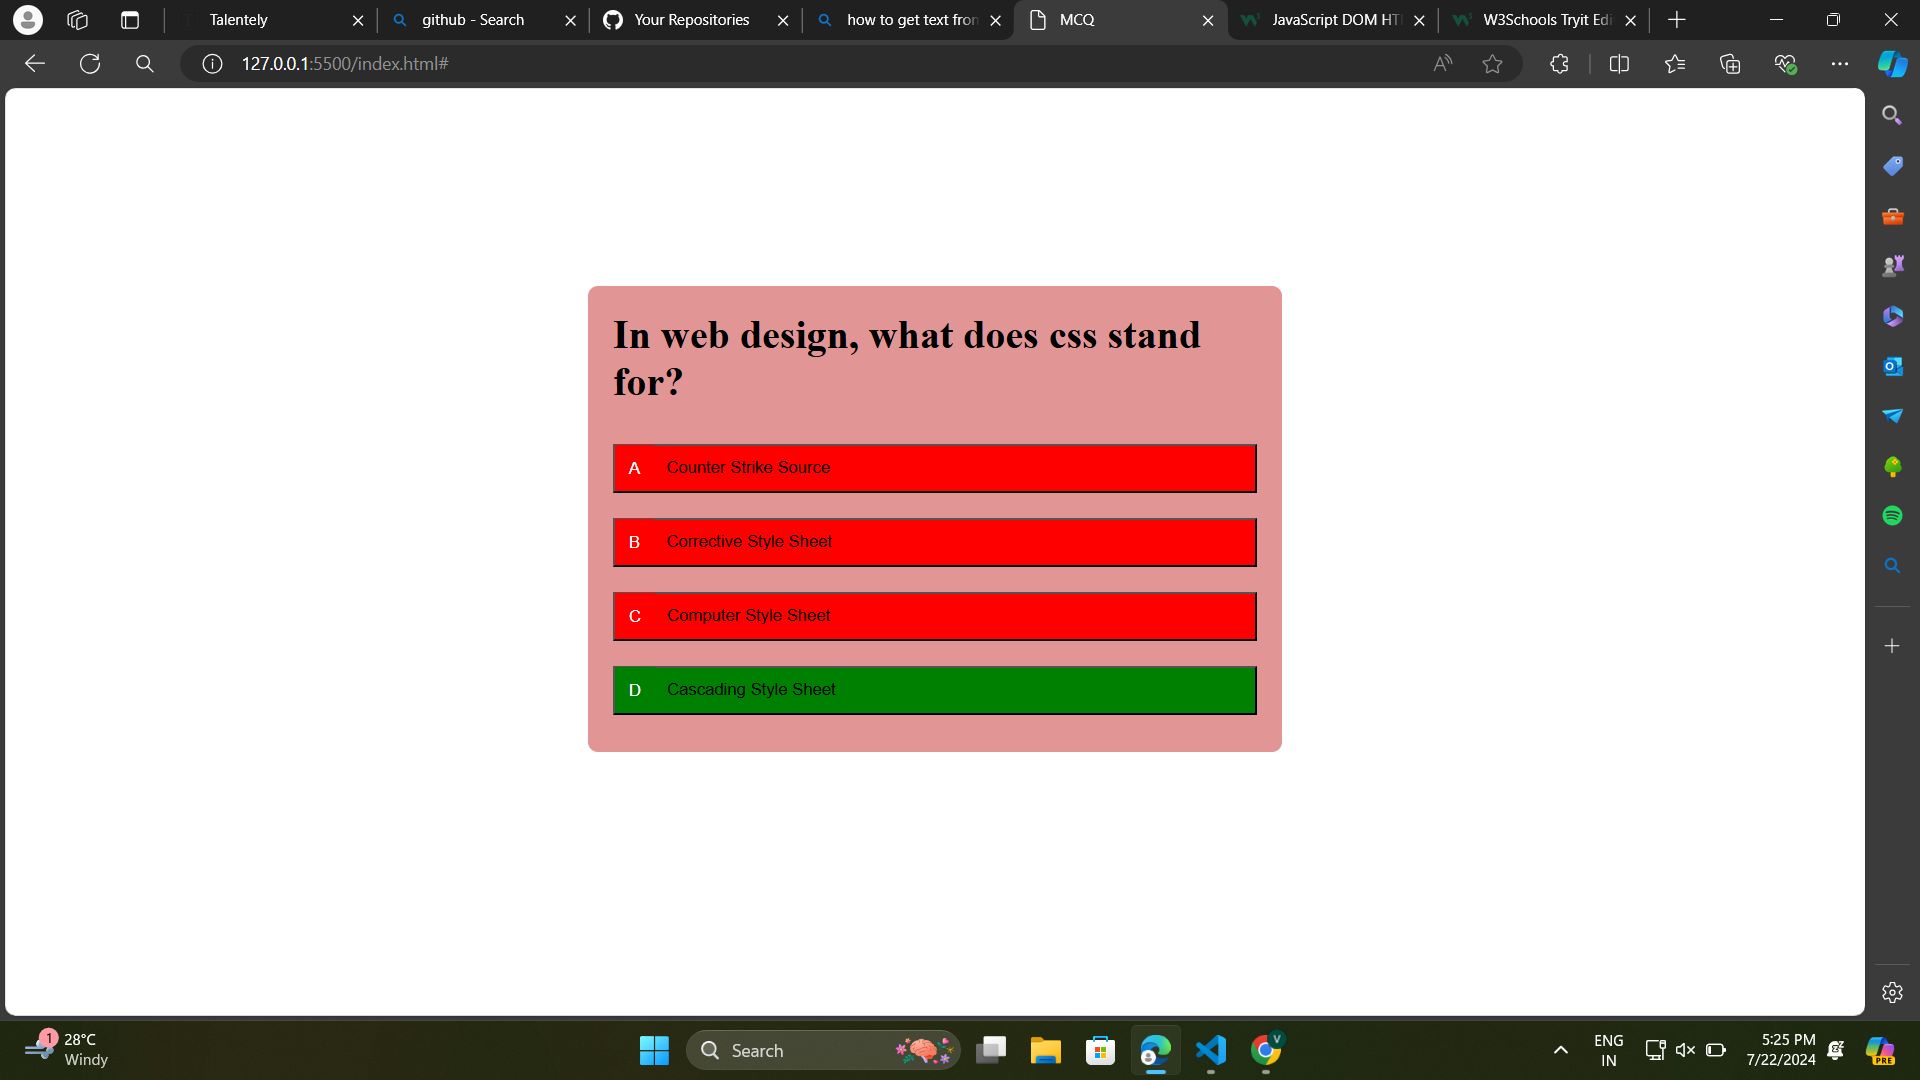 Talentely
github - Search
Your Repositories
how to get text fron
MCQ
JavaScript DOM HT
W3Schools Tryit Edi
127.0.0.1:5500/index.html#
In web design, what does css stand
for?
A Counter Strike Source
B Corrective Style Sheet
C Computer Style Sheet
D Cascading Style Sheet
1
28°C
Windy
Search
V
ENG
IN
5:25 PM
7/22/2024
PRE